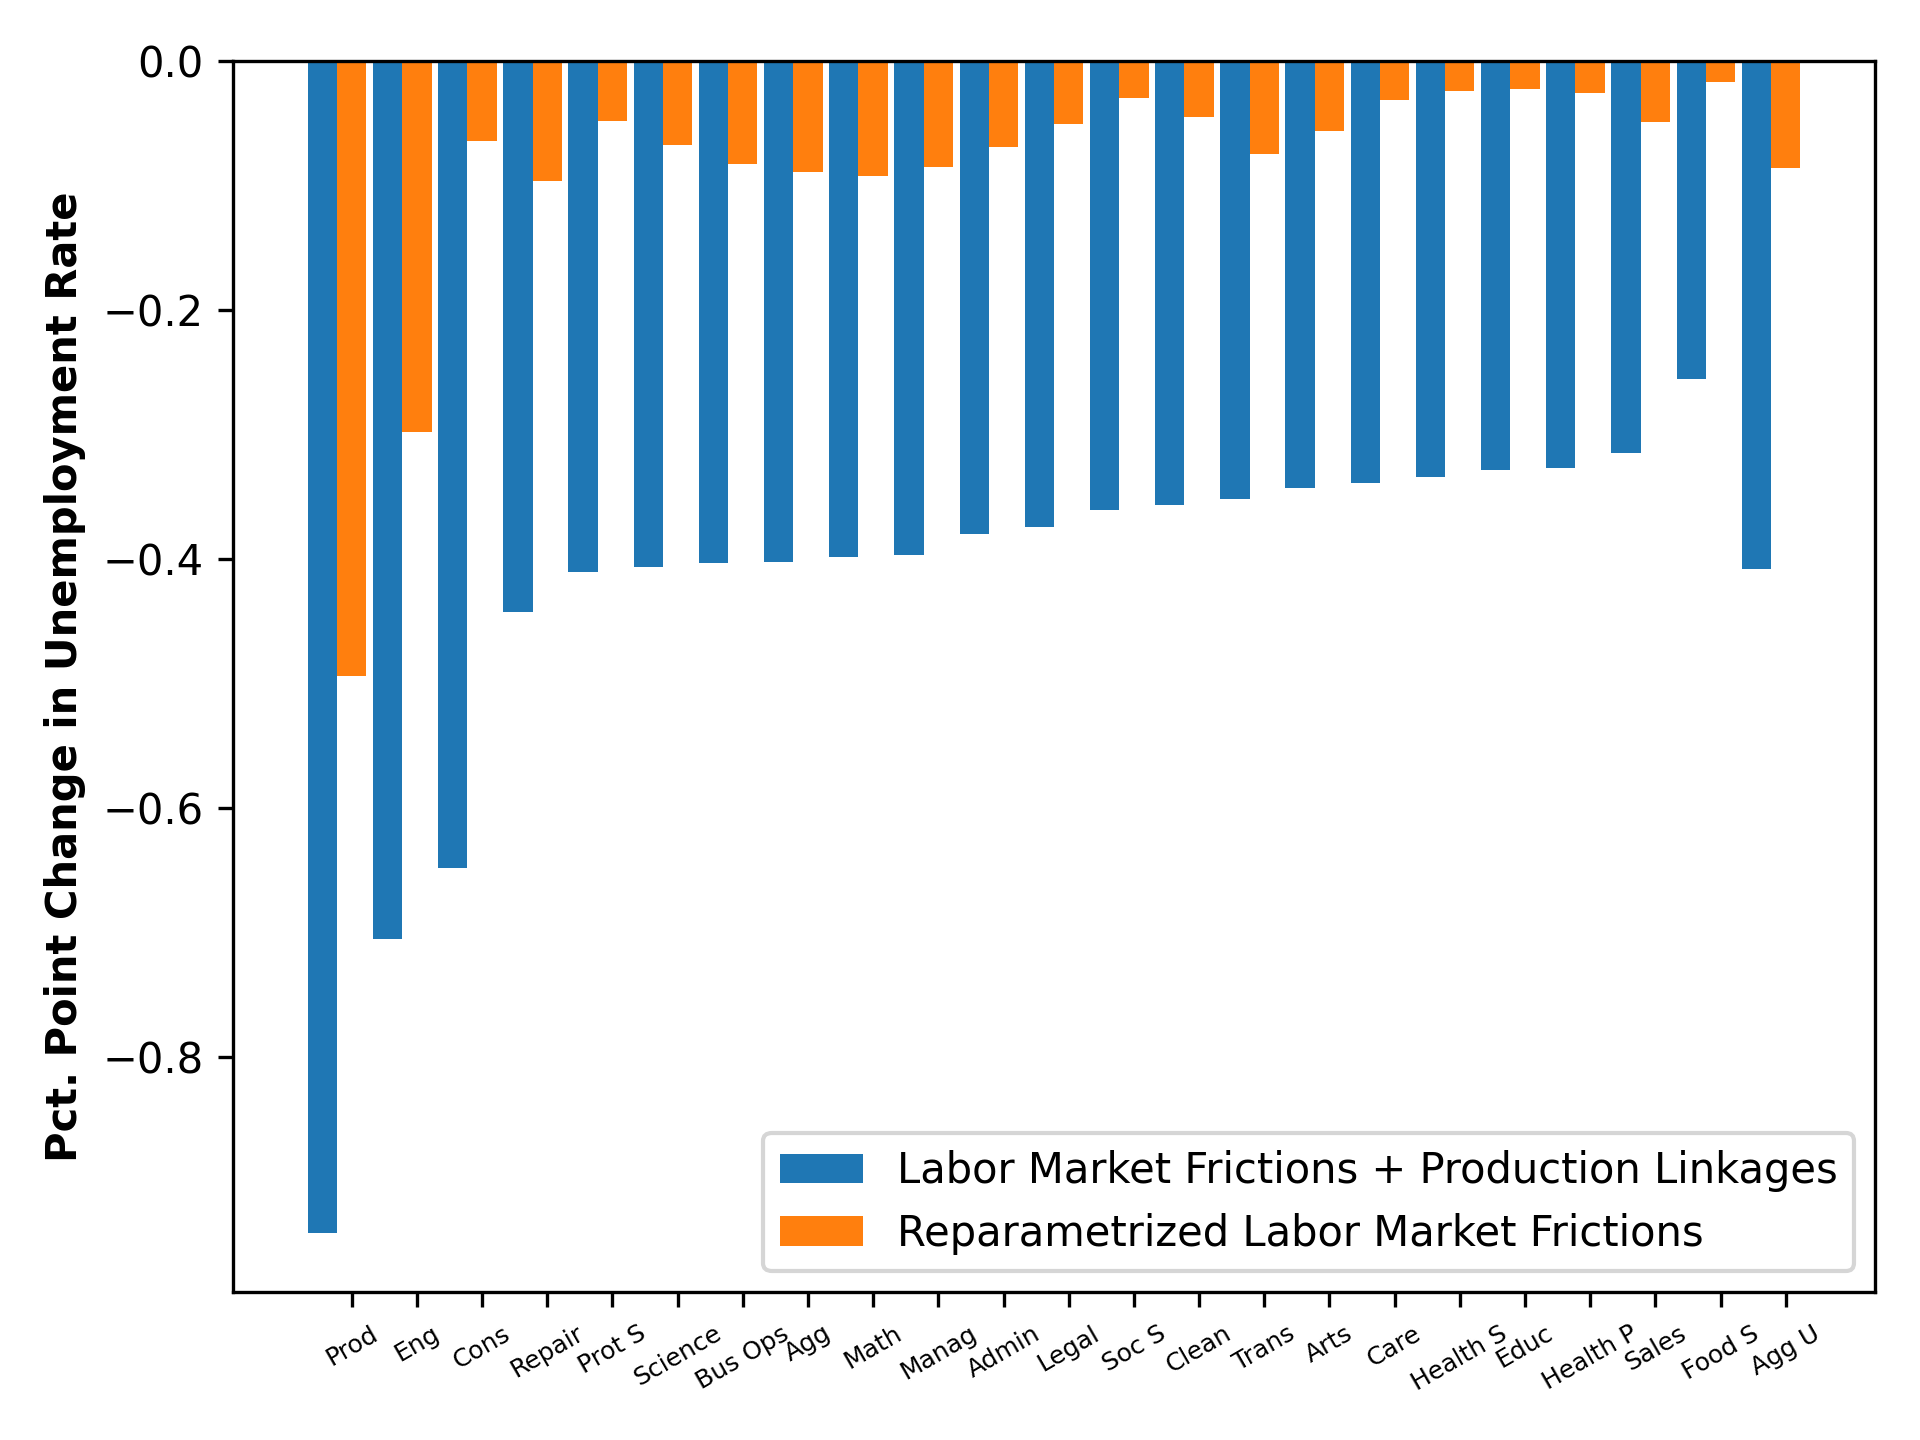 0.0
−0.2
−0.4
−0.6
−0.8
Pct. Point Change in Unemployment Rate
Labor Market Frictions + Production Linkages
Reparametrized Labor Market Frictions
Prod
Eng
Cons
Repair
Prot S
Science
Bus Ops
Agg
Math
Manag
Admin
Legal
Soc S
Clean
Trans
Arts
Care
Health S
Educ
Health P
Sales
Food S
Agg U